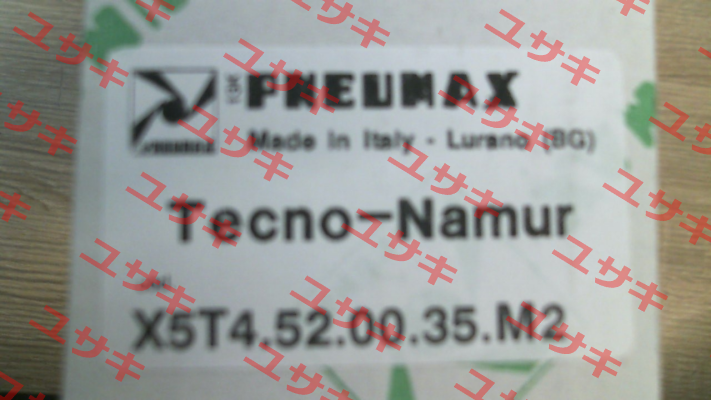 PNEUMAX
Made In Italy - Lurano (BG)
Tecno-Namur
X5T4.52.00.35.M2
ユサキ